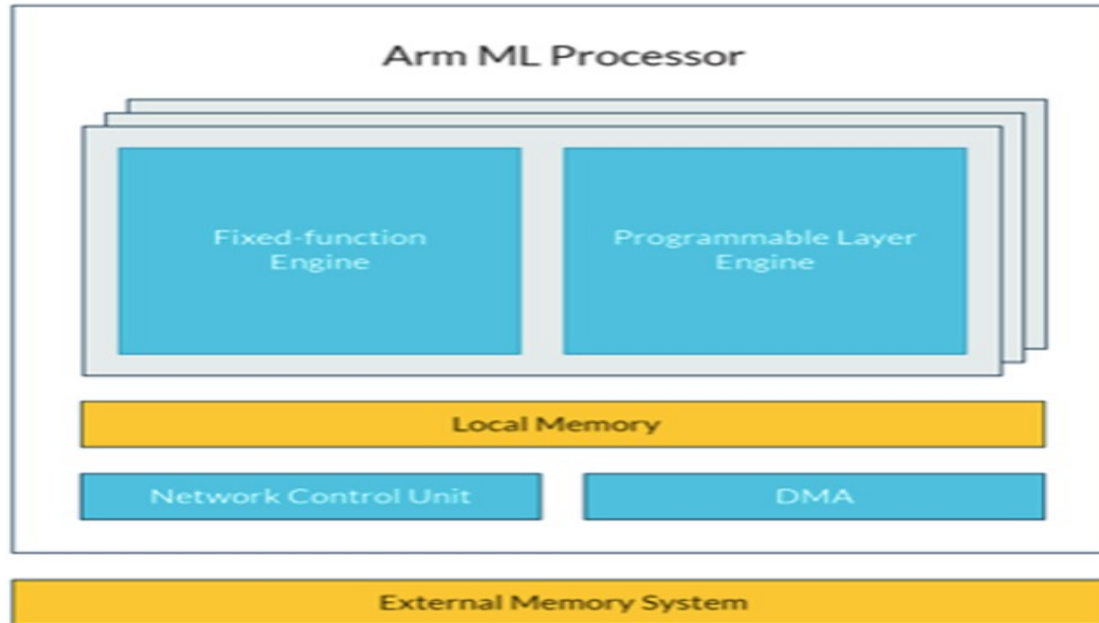 Arm ML Processor
Fixed-function
Engine
Programmable Layer
Engine
Local Memory
Network Control Unit
DMA
External Memory System